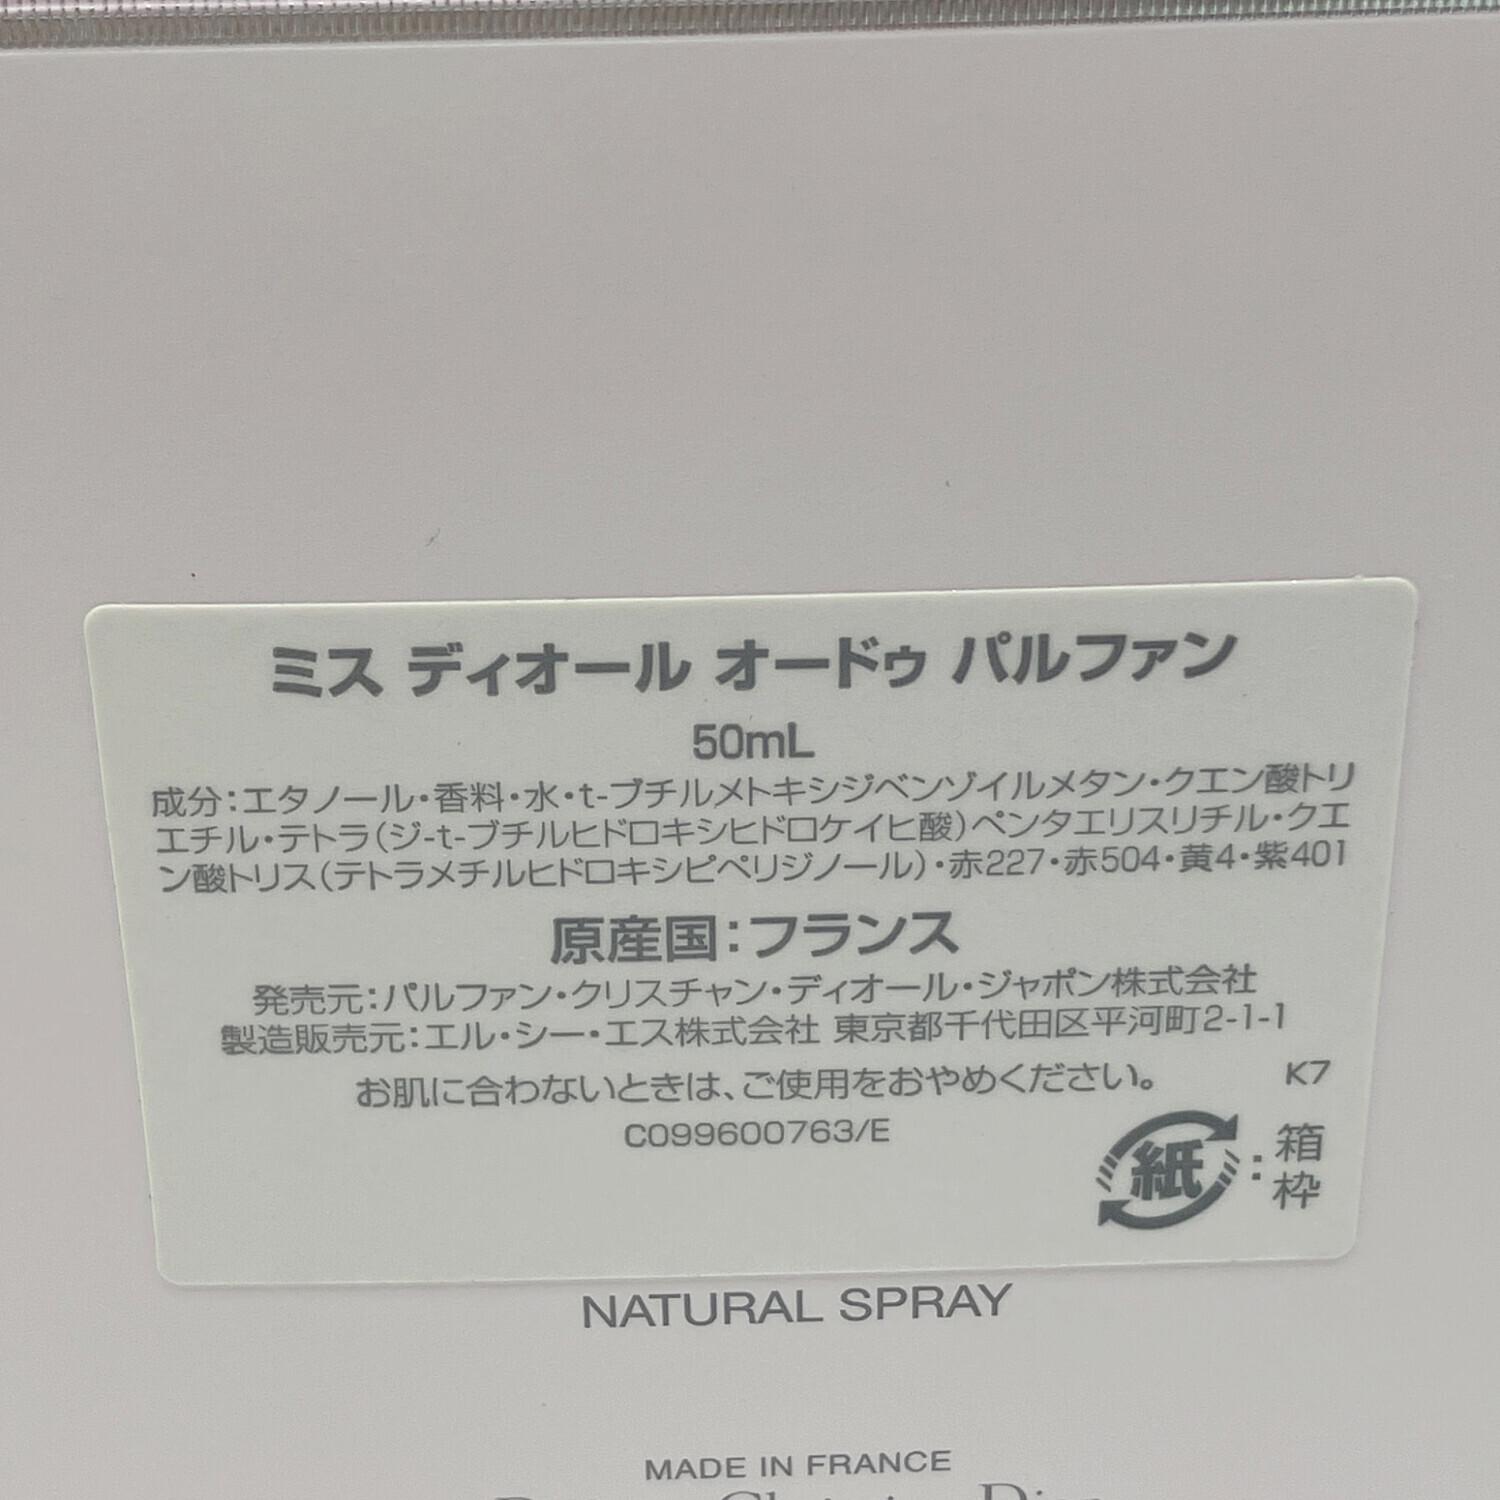 ミス ディオール オードゥ パルファン
50mL
成分：エタノール・香料・水・t-ブチルメトキシジベンゾイルメタン・クエン酸トリ
エチル・テトラ(ジ-t-ブチルヒドロキシヒドロケイヒ酸)ペンタエリスリチル・クエ
ン酸トリス(テトラメチルヒドロキシピペリジノール)・赤227・赤504・黄4・紫401
原産国：フランス
発売元：パルファン・クリスチャン・ディオール・ジャポン株式会社
製造販売元：エル・シー・エス株式会社 東京都千代田区平河町2-1-1
お肌に合わないときは、ご使用をおやめください。
K7
C099600763/E
紙：箱
枠
NATURAL SPRAY
MADE IN FRANCE